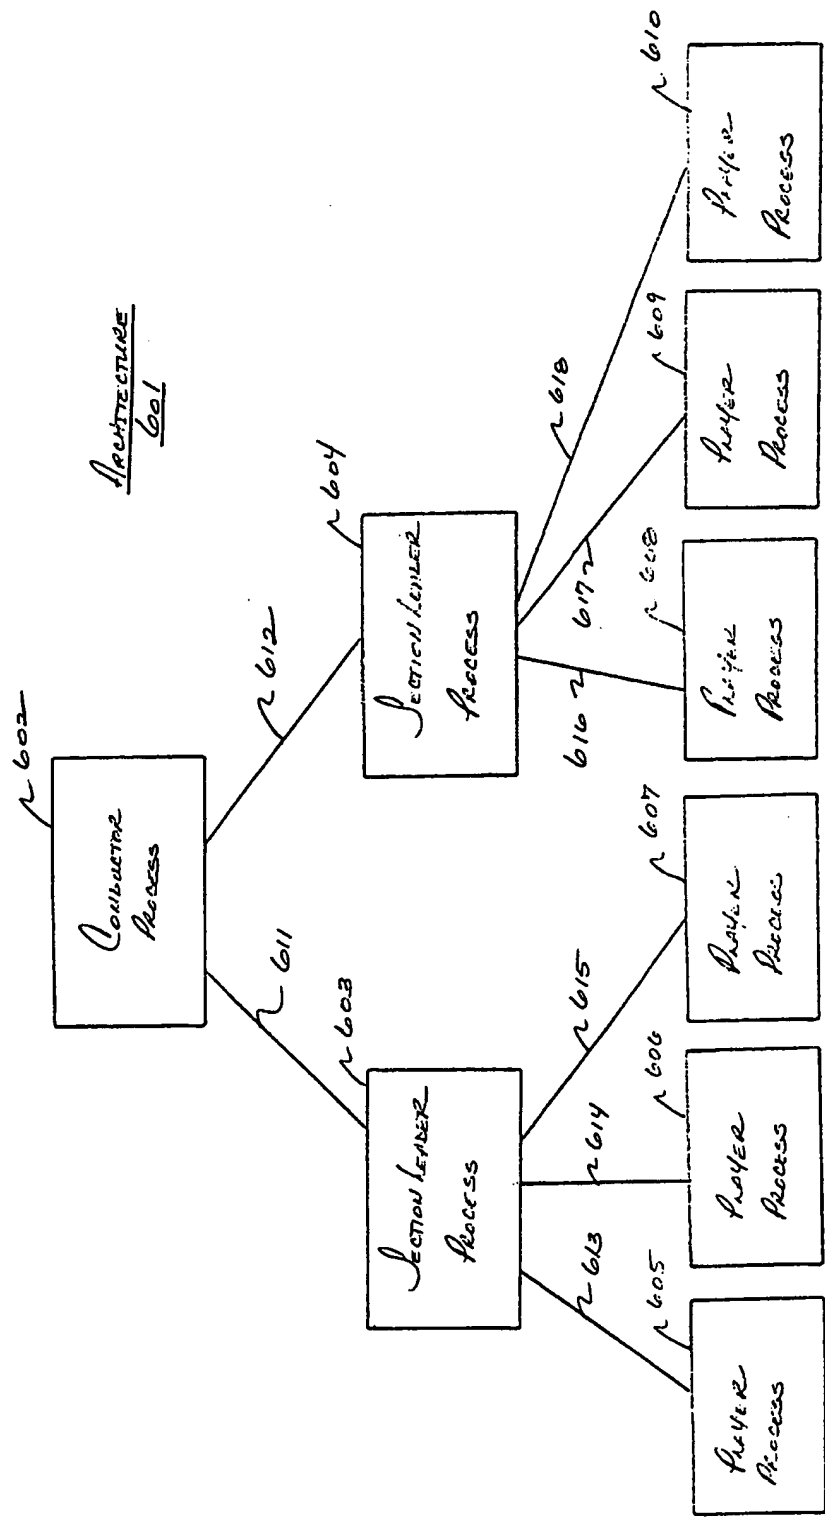 ARCHITECTURE
601
602
CONDUCTOR
PROCESS
611
612
603
SECTION LEADER
PROCESS
604
SECTION LEADER
PROCESS
613
614
615
616
617
618
605
PLAYER
PROCESS
606
PLAYER
PROCESS
607
PLAYER
PROCESS
608
PLAYER
PROCESS
609
PLAYER
PROCESS
610
PLAYER
PROCESS